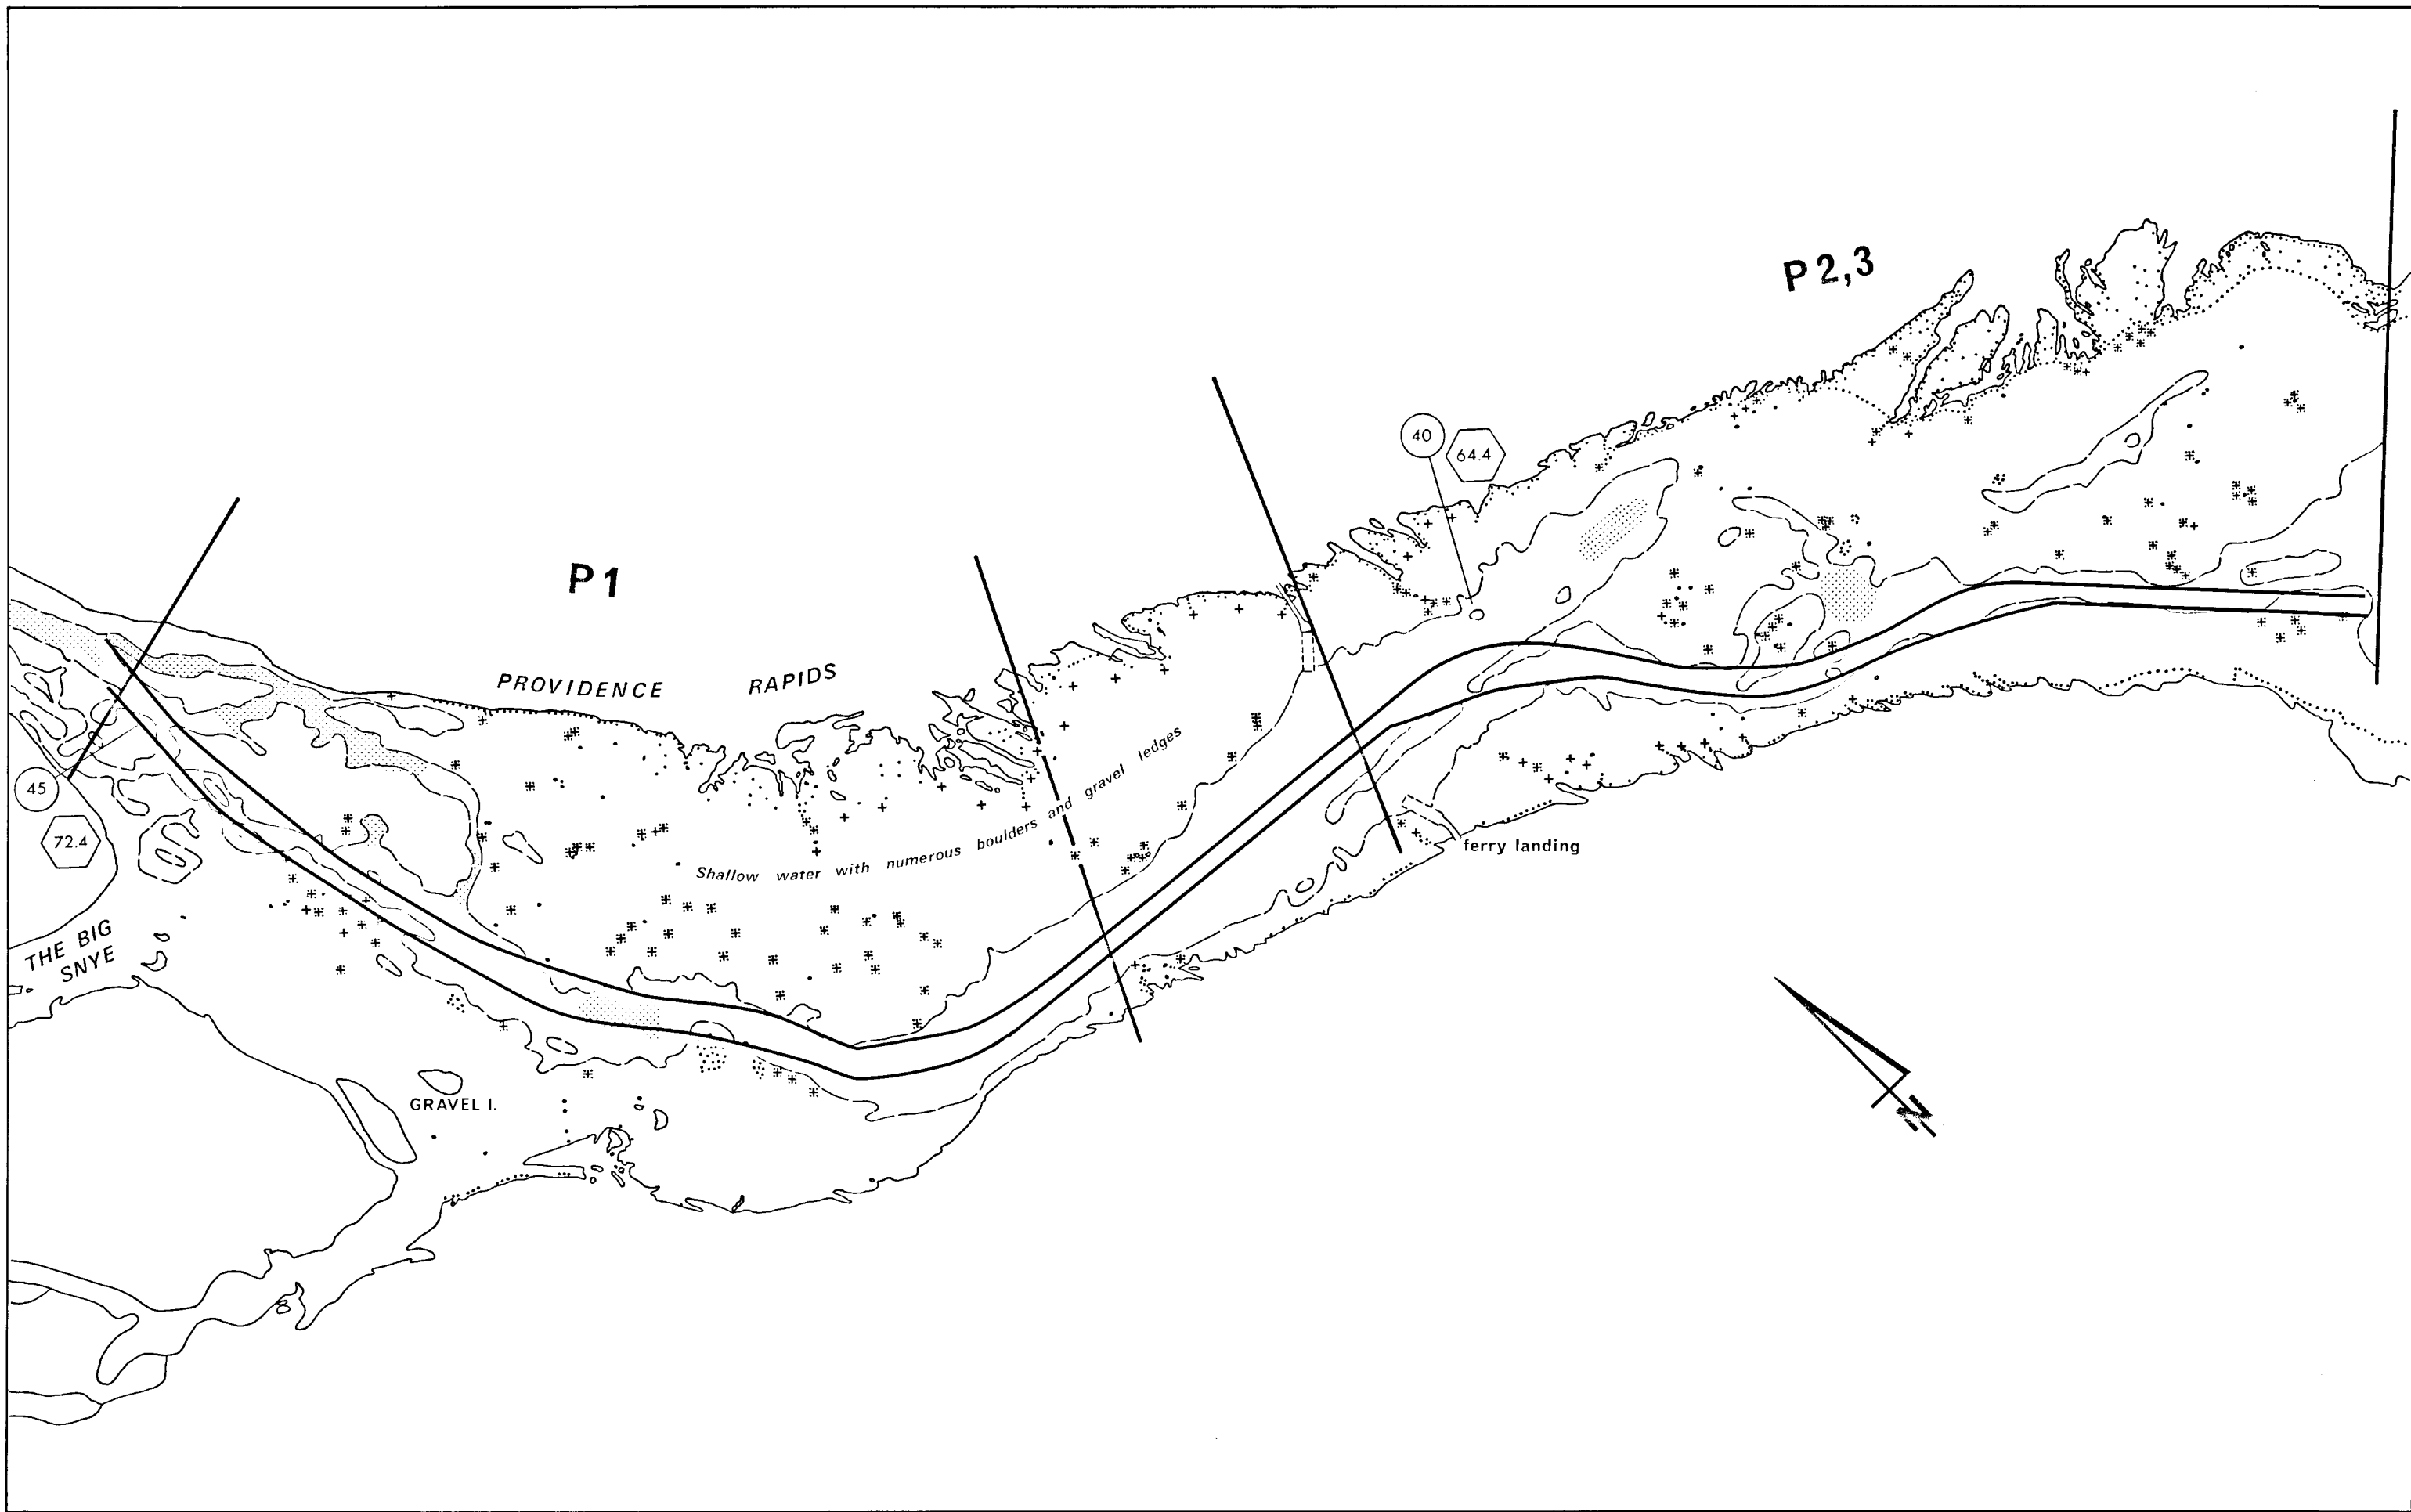 P 2,3
40
64.4
P 1
PROVIDENCE RAPIDS
45
72.4
Shallow water with numerous boulders and gravel ledges
ferry landing
THE BIG
SNYE
GRAVEL I.
N